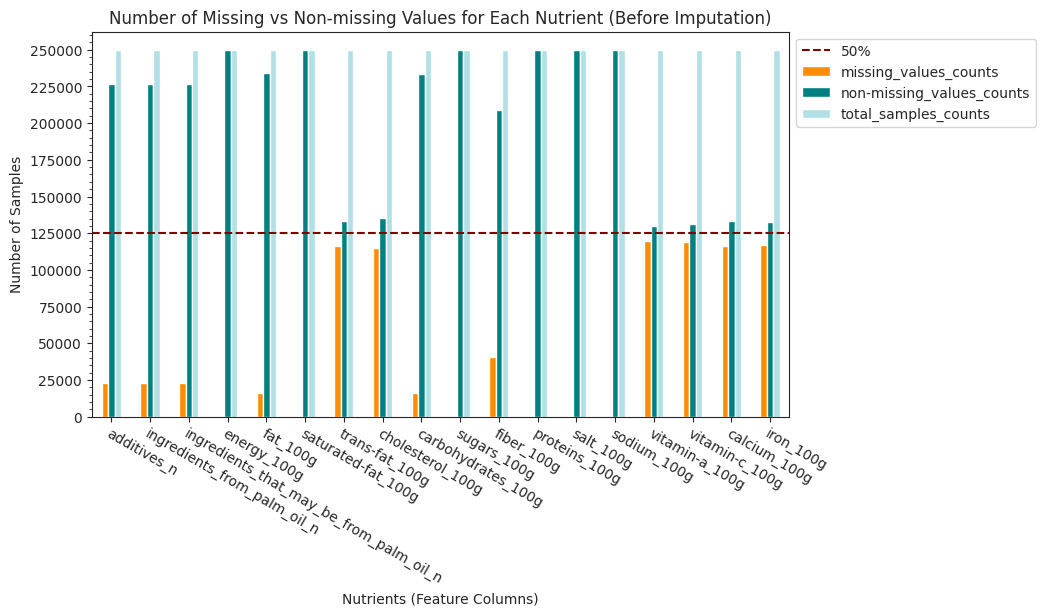 Number of Missing vs Non-missing Values for Each Nutrient (Before Imputation)
250000
225000
200000
175000
150000
125000
100000
75000
50000
25000
0
Number of Samples
50%
missing_values_counts
non-missing_values_counts
total_samples_counts
additives_n
ingredients_from_palm_oil_n
ingredients_that_may_be_from_palm_oil_n
energy_100g
fat_100g
saturated-fat_100g
trans-fat_100g
cholesterol_100g
carbohydrates_100g
sugars_100g
fiber_100g
proteins_100g
salt_100g
sodium_100g
vitamin-a_100g
vitamin-c_100g
calcium_100g
iron_100g
Nutrients (Feature Columns)